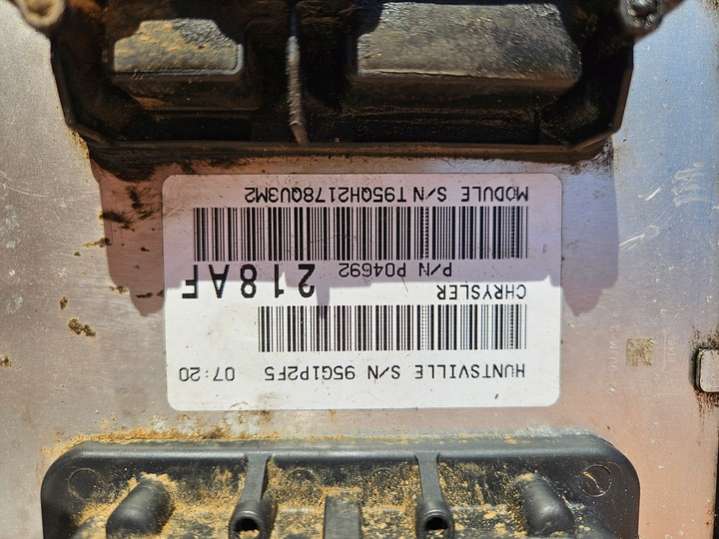 HUNTSVILLE S/N 95G1P2F5 07:20
CHRYSLER
P/N P04692 218AF
MODULE S/N T95QH2178QU3M2